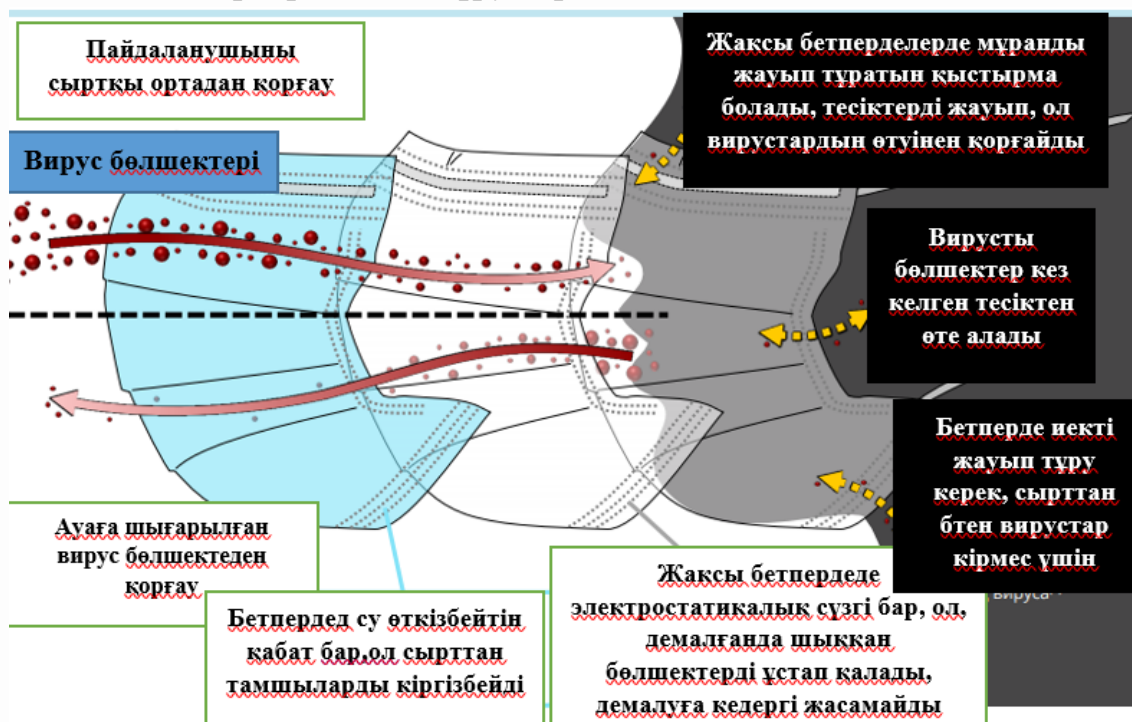 Пайдаланушыны
сыртқы ортадан қорғау
Жақсы бетперделерде мұранды
жауып тұратын қыстырма
болады, тесіктерді жауып, ол
вирустардын өтуінен қорғайды
Вирус бөлшектері
Вирусты
бөлшектер кез
келген тесіктен
өте алады
Бетперде иекті
жауып тұру
керек, сырттан
бтен вирустар
кірмес үшін
вируса
Ауаға шығарылған
вирус бөлшектеден
қорғау
Бетпердед су өткізбейтін
қабат бар,ол сырттан
тамшыларды кіргізбейді
Жақсы бетпердеде
электростатикалық сүзгі бар, ол,
демалғанда шыққан
бөлшектерді ұстап қалады,
демалуға кедергі жасамайды